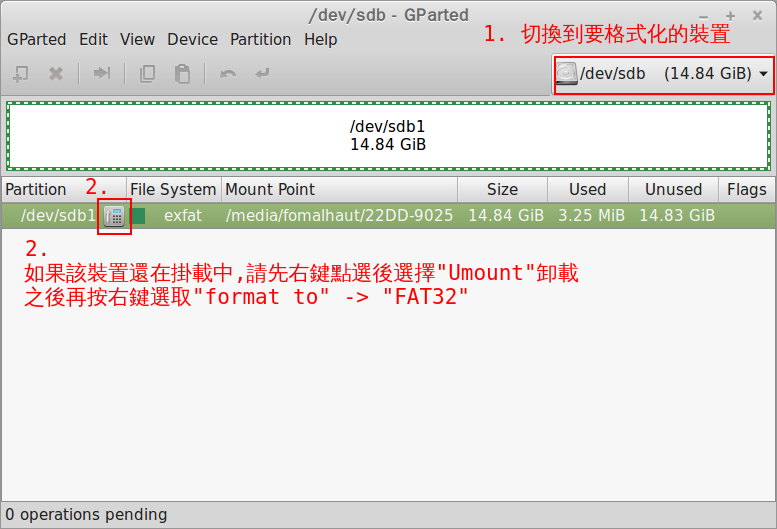 /dev/sdb - GParted
GParted Edit View Device Partition Help
1. 切換到要格式化的裝置
/dev/sdb (14.84 GiB)
/dev/sdb1
14.84 GiB
Partition 2. File System Mount Point Size Used Unused Flags
/dev/sdb1 exfat /media/fomalhaut/22DD-9025 14.84 GiB 3.25 MiB 14.83 GiB
2.
如果該裝置還在掛載中,請先右鍵點選後選擇"Umount"卸載
之後再按右鍵選取"format to" -> "FAT32"
0 operations pending